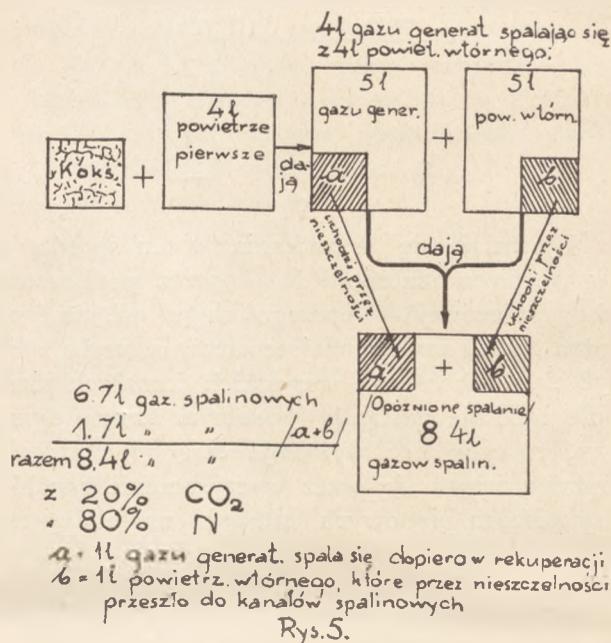 4l gazu generat spalając się
z 4l powiet. wtórnego:
5l
gazu gener.
+
5l
pow. wtórn.
4l
powietrze
pierwsze
Koks
+
dają
a
b
uchodzi przez
nieszczelności
dają
uchodzi przez
nieszczelności
a
+
b
/Opóźnione spalanie/
8 4l
gazow spalin.
6.7l gaz. spalinowych
1.7l " " /a+b/
razem 8.4l " "
z 20% CO₂
" 80% N
a = 1l gazu generat. spala się dopiero w rekuperacji
b = 1l powietrz. wtórnego, które przez nieszczelności
przeszło do kanałów spalinowych
Rys.5.